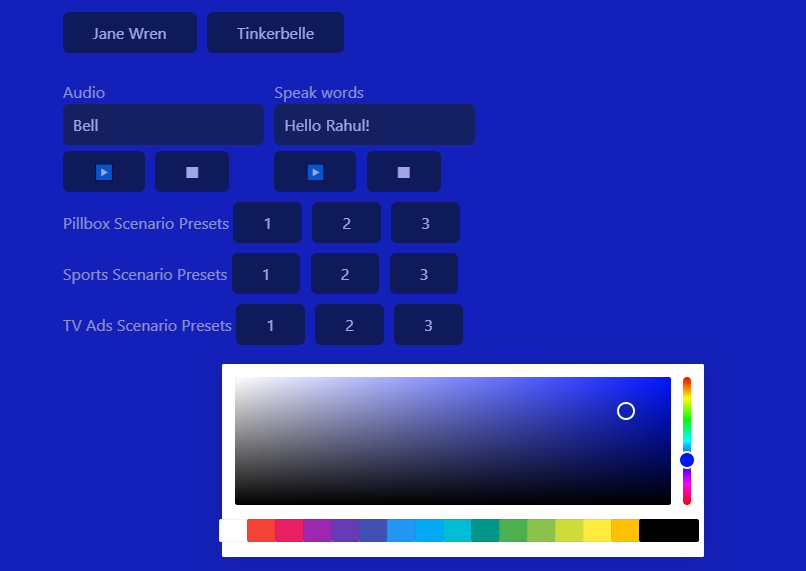 Jane Wren Tinkerbelle
Audio Speak words
Bell Hello Rahul!
Pillbox Scenario Presets 1 2 3
Sports Scenario Presets 1 2 3
TV Ads Scenario Presets 1 2 3